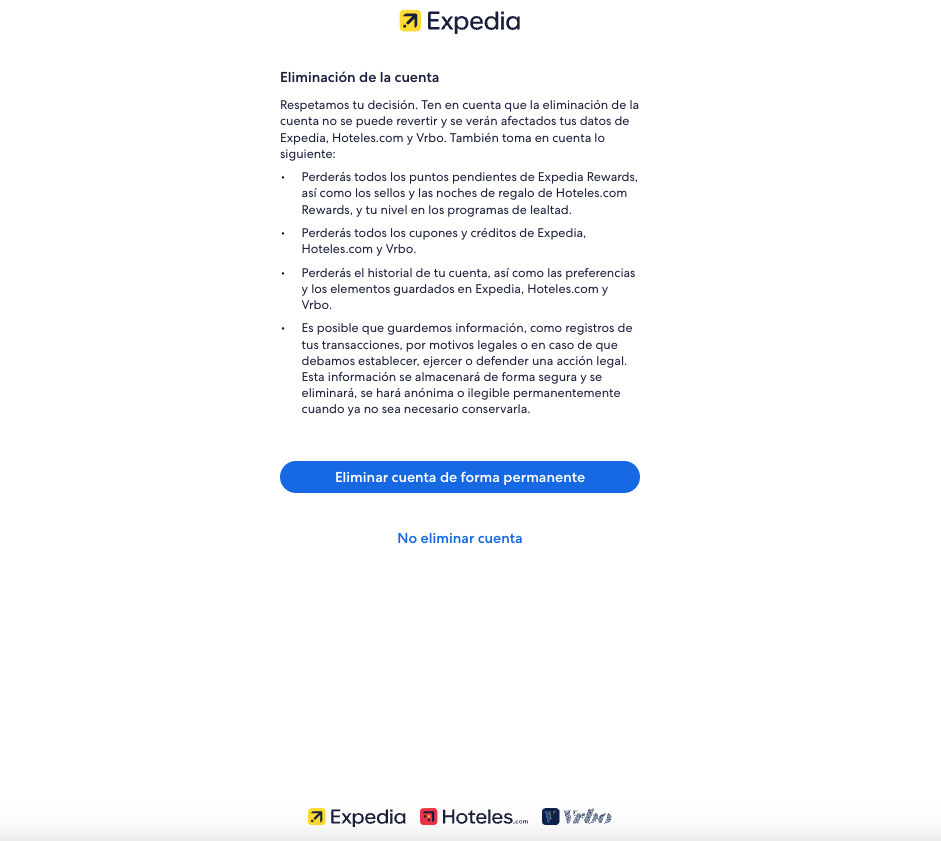 Expedia
Eliminación de la cuenta
Respetamos tu decisión. Ten en cuenta que la eliminación de la
cuenta no se puede revertir y se verán afectados tus datos de
Expedia, Hoteles.com y Vrbo. También toma en cuenta lo
siguiente:
• Perderás todos los puntos pendientes de Expedia Rewards,
así como los sellos y las noches de regalo de Hoteles.com
Rewards, y tu nivel en los programas de lealtad.
• Perderás todos los cupones y créditos de Expedia,
Hoteles.com y Vrbo.
• Perderás el historial de tu cuenta, así como las preferencias
y los elementos guardados en Expedia, Hoteles.com y
Vrbo.
• Es posible que guardemos información, como registros de
tus transacciones, por motivos legales o en caso de que
debamos establecer, ejercer o defender una acción legal.
Esta información se almacenará de forma segura y se
eliminará, se hará anónima o ilegible permanentemente
cuando ya no sea necesario conservarla.
Eliminar cuenta de forma permanente
No eliminar cuenta
Expedia Hoteles.com Vrbo